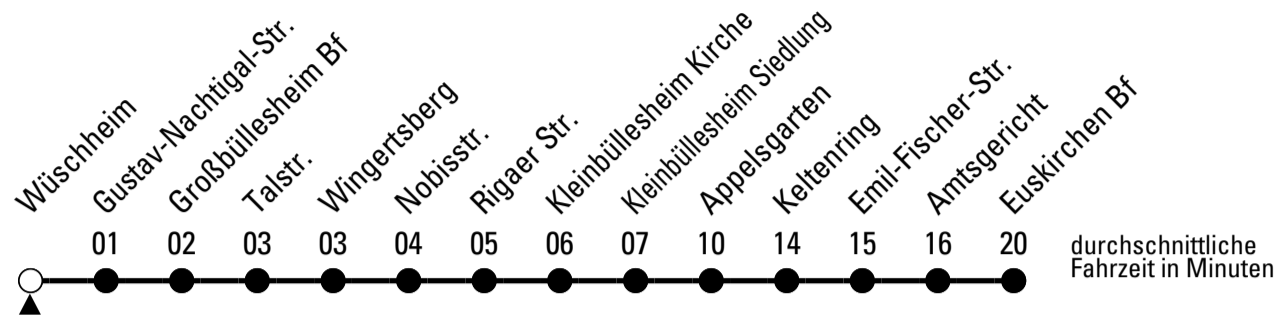 Wüschheim
Gustav-Nachtigal-Str.
Großbüllesheim Bf
Talstr.
Wingertsberg
Nobisstr.
Rigaer Str.
Kleinbüllesheim Kirche
Kleinbüllesheim Siedlung
Appelsgarten
Keltenring
Emil-Fischer-Str.
Amtsgericht
Euskirchen Bf
01 02 03 03 04 05 06 07 10 14 15 16 20
durchschnittliche
Fahrzeit in Minuten